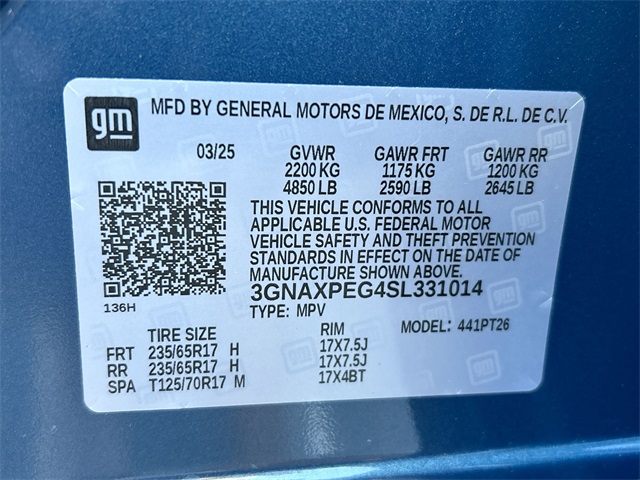 gm
MFD BY GENERAL MOTORS DE MEXICO, S. DE R.L. DE C.V.
03/25 GVWR GAWR FRT GAWR RR
2200 KG 1175 KG 1200 KG
4850 LB 2590 LB 2645 LB
THIS VEHICLE CONFORMS TO ALL
APPLICABLE U.S. FEDERAL MOTOR
VEHICLE SAFETY AND THEFT PREVENTION
STANDARDS IN EFFECT ON THE DATE OF
MANUFACTURE SHOWN ABOVE.
3GNAXPEG4SL331014
136H
TYPE: MPV MODEL: 441PT26
TIRE SIZE RIM
FRT 235/65R17 H 17X7.5J
RR 235/65R17 H 17X7.5J
SPA T125/70R17 M 17X4BT